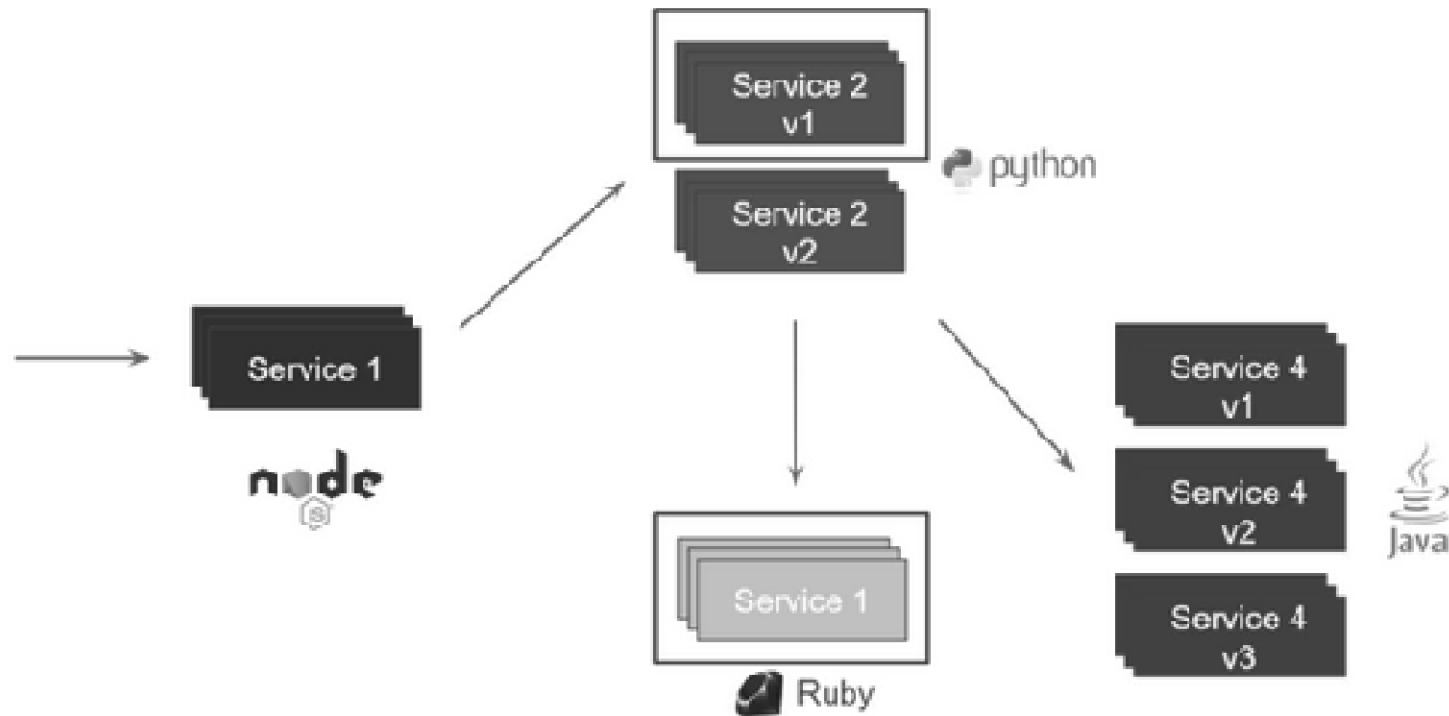 Service 2
v1
python
Service 2
v2
Service 1
node
JS
Service 4
v1
Service 4
v2
Java
Service 4
v3
Service 1
Ruby